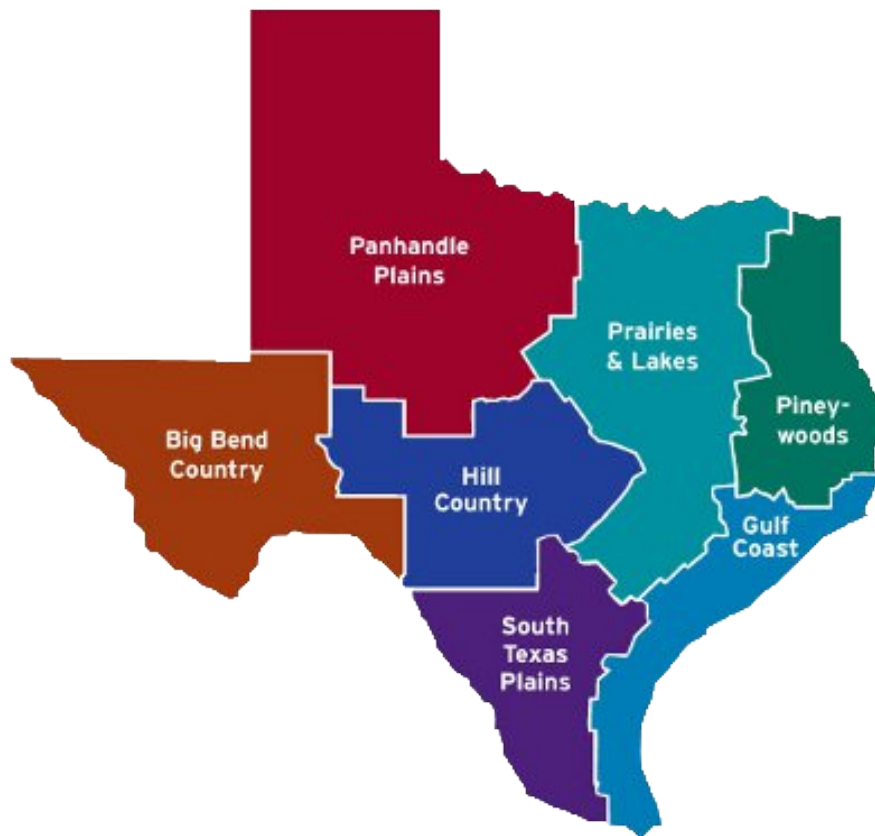 Panhandle
Plains
Prairies
& Lakes
Piney-
woods
Big Bend
Country
Hill
Country
Gulf
Coast
South
Texas
Plains